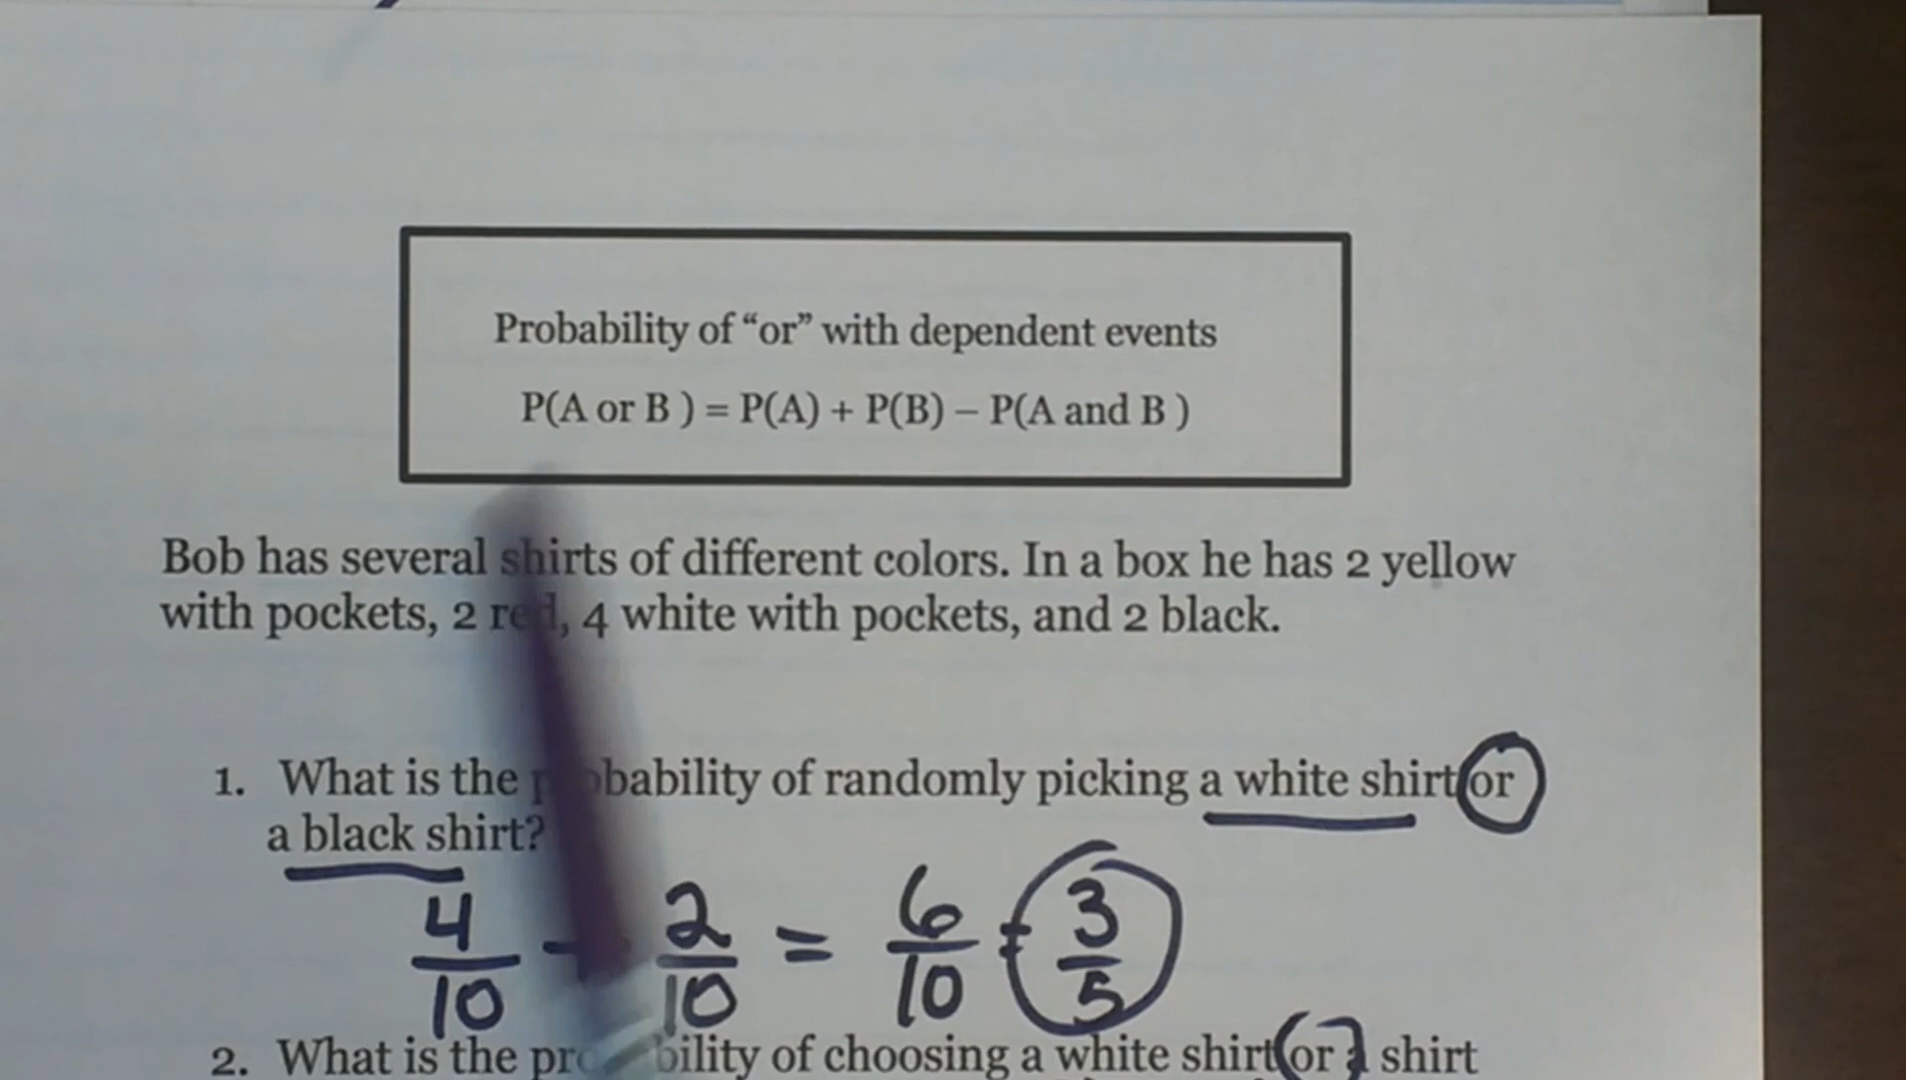 Probability of “or” with dependent events
P(A or B ) = P(A) + P(B) – P(A and B )
Bob has several shirts of different colors. In a box he has 2 yellow
with pockets, 2 red, 4 white with pockets, and 2 black.
1. What is the probability of randomly picking a white shirt or
a black shirt?
4/10 + 2/10 = 6/10 = 3/5
2. What is the probability of choosing a white shirt or a shirt